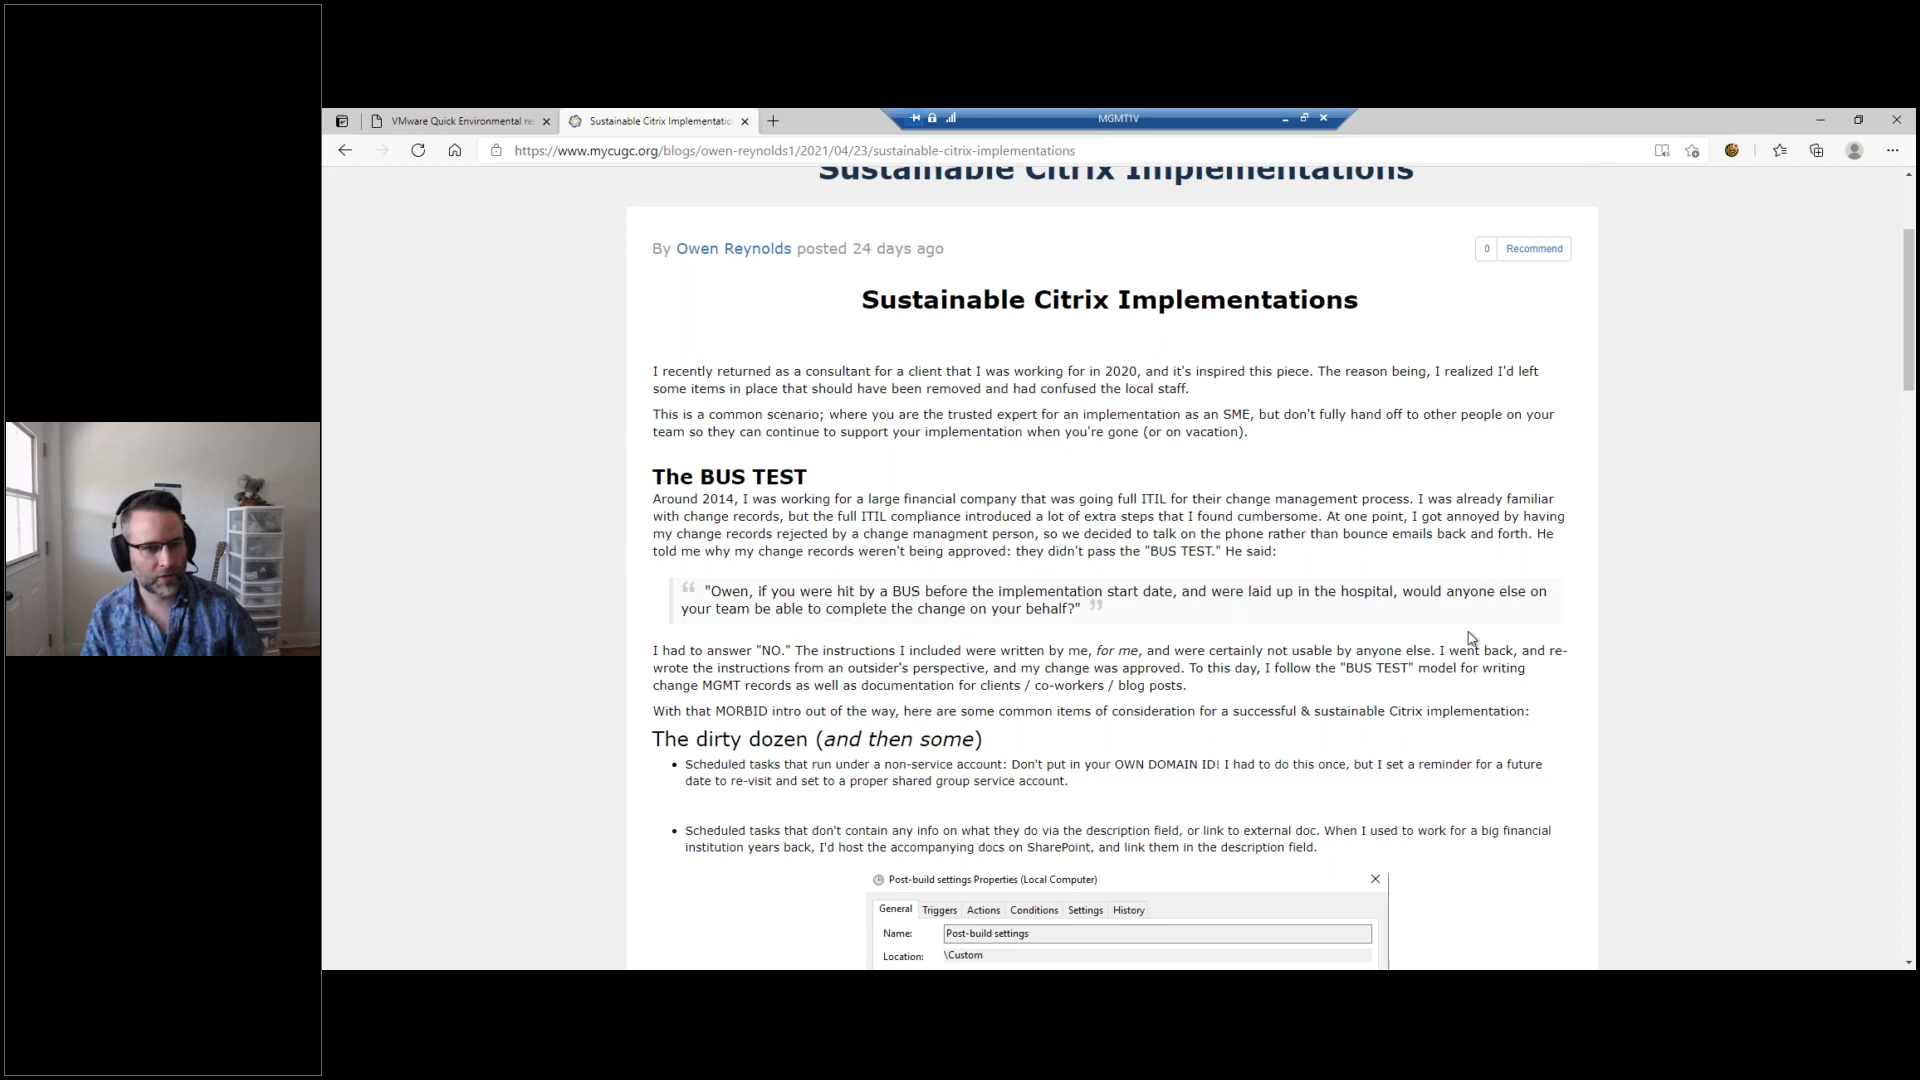 VMware Quick Environmental re
Sustainable Citrix Implementatio
MGMT1V
https://www.mycugc.org/blogs/owen-reynolds1/2021/04/23/sustainable-citrix-implementations
Sustainable Citrix Implementations
By Owen Reynolds posted 24 days ago
0 Recommend
Sustainable Citrix Implementations
I recently returned as a consultant for a client that I was working for in 2020, and it's inspired this piece. The reason being, I realized I'd left
some items in place that should have been removed and had confused the local staff.
This is a common scenario; where you are the trusted expert for an implementation as an SME, but don't fully hand off to other people on your
team so they can continue to support your implementation when you're gone (or on vacation).
The BUS TEST
Around 2014, I was working for a large financial company that was going full ITIL for their change management process. I was already familiar
with change records, but the full ITIL compliance introduced a lot of extra steps that I found cumbersome. At one point, I got annoyed by having
my change records rejected by a change managment person, so we decided to talk on the phone rather than bounce emails back and forth. He
told me why my change records weren't being approved: they didn't pass the "BUS TEST." He said:
"Owen, if you were hit by a BUS before the implementation start date, and were laid up in the hospital, would anyone else on
your team be able to complete the change on your behalf?"
I had to answer "NO." The instructions I included were written by me, for me, and were certainly not usable by anyone else. I went back, and re-
wrote the instructions from an outsider's perspective, and my change was approved. To this day, I follow the "BUS TEST" model for writing
change MGMT records as well as documentation for clients / co-workers / blog posts.
With that MORBID intro out of the way, here are some common items of consideration for a successful & sustainable Citrix implementation:
The dirty dozen (and then some)
• Scheduled tasks that run under a non-service account: Don't put in your OWN DOMAIN ID! I had to do this once, but I set a reminder for a future
date to re-visit and set to a proper shared group service account.
• Scheduled tasks that don't contain any info on what they do via the description field, or link to external doc. When I used to work for a big financial
institution years back, I'd host the accompanying docs on SharePoint, and link them in the description field.
Post-build settings Properties (Local Computer)
General Triggers Actions Conditions Settings History
Name: Post-build settings
Location: \Custom